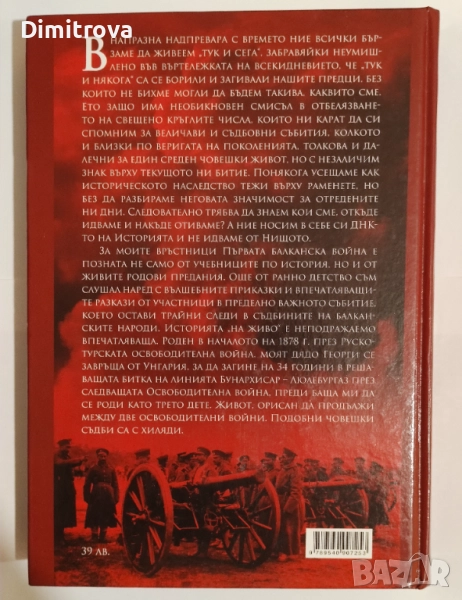 Dimitrova
В НАПРАЗНА НАДПРЕВАРА С ВРЕМЕТО НИЕ ВСИЧКИ БЪР-
ЗАМЕ ДА ЖИВЕЕМ „ТУК И СЕГА“, ЗАБРАВЯЙКИ НЕУМИШ-
ЛЕНО ВЪВ ВЪРТЕЛЕЖКАТА НА ВСЕКИДНЕВИЕТО, ЧЕ „ТУК
И НЯКОГА“ СА СЕ БОРИЛИ И ЗАГИВАЛИ НАШИТЕ ПРЕДЦИ, БЕЗ
КОИТО НЕ БИХМЕ МОГЛИ ДА БЪДЕМ ТАКИВА, КАКВИТО СМЕ.
ЕТО ЗАЩО ИМА НЕОБИКНОВЕН СМИСЪЛ В ОТБЕЛЯЗВАНЕ-
ТО НА СВЕЩЕНО КРЪГЛИТЕ ЧИСЛА, КОИТО НИ КАРАТ ДА СИ
СПОМНИМ ЗА ВЕЛИЧАВИ И СЪДБОВНИ СЪБИТИЯ, КОЛКОТО
И БЛИЗКИ ПО ВЕРИГАТА НА ПОКОЛЕНИЯТА, ТОЛКОВА И ДА-
ЛЕЧНИ ЗА ЕДИН СРЕДЕН ЧОВЕШКИ ЖИВОТ, НО С НЕЗАЛИЧИМ
ЗНАК ВЪРХУ ТЕКУЩОТО НИ БИТИЕ. ПОНЯКОГА УСЕЩАМЕ КАК
ИСТОРИЧЕСКОТО НАСЛЕДСТВО ТЕЖИ ВЪРХУ РАМЕНЕТЕ, НО
БЕЗ ДА РАЗБИРАМЕ НЕГОВАТА ЗНАЧИМОСТ ЗА ОТРЕДЕНИТЕ
НИ ДНИ. СЛЕДОВАТЕЛНО ТРЯБВА ДА ЗНАЕМ КОИ СМЕ, ОТКЪДЕ
ИДВАМЕ И НАКЪДЕ ОТИВАМЕ? А НИЕ НОСИМ В СЕБЕ СИ ДНК-
ТО НА ИСТОРИЯТА И НЕ ИДВАМЕ ОТ НИЩОТО.
ЗА МОИТЕ ВРЪСТНИЦИ ПЪРВАТА БАЛКАНСКА ВОЙНА Е
ПОЗНАТА НЕ САМО ОТ УЧЕБНИЦИТЕ ПО ИСТОРИЯ, НО И ОТ
ЖИВИТЕ РОДОВИ ПРЕДАНИЯ. ОЩЕ ОТ РАННО ДЕТСТВО СЪМ
СЛУШАЛ НАРЕД С ВЪЛШЕБНИТЕ ПРИКАЗКИ И ВПЕЧАТЛЯВАЩИ-
ТЕ РАЗКАЗИ ОТ УЧАСТНИЦИ В ПРЕДЕЛНО ВАЖНОТО СЪБИТИЕ,
КОЕТО ОСТАВИ ТРАЙНИ СЛЕДИ В СЪДБИНИТЕ НА БАЛКАН-
СКИТЕ НАРОДИ. ИСТОРИЯТА „НА ЖИВО“ Е НЕПОДРАЖАЕМО
ВПЕЧАТЛЯВАЩА. РОДЕН В НАЧАЛОТО НА 1878 Г. ПРЕЗ РУСКО-
ТУРСКАТА ОСВОБОДИТЕЛНА ВОЙНА, МОЯТ ДЯДО ГЕОРГИ СЕ
ЗАВРЪЩА ОТ УНГАРИЯ, ЗА ДА ЗАГИНЕ НА 34 ГОДИНИ В РЕША-
ВАЩАТА БИТКА НА ЛИНИЯТА БУНАРХИСАР – ЛЮЛЕБУРГАЗ ПРЕЗ
СЛЕДВАЩАТА ОСВОБОДИТЕЛНА ВОЙНА, ПРЕДИ БАЩА МИ ДА
СЕ РОДИ КАТО ТРЕТО ДЕТЕ. ЖИВОТ, ОРИСАН ДА ПРОДЪЛЖИ
МЕЖДУ ДВЕ ОСВОБОДИТЕЛНИ ВОЙНИ. ПОДОБНИ ЧОВЕШКИ
СЪДБИ СА С ХИЛЯДИ.
39 ЛВ.
9789540907253
BAZAR